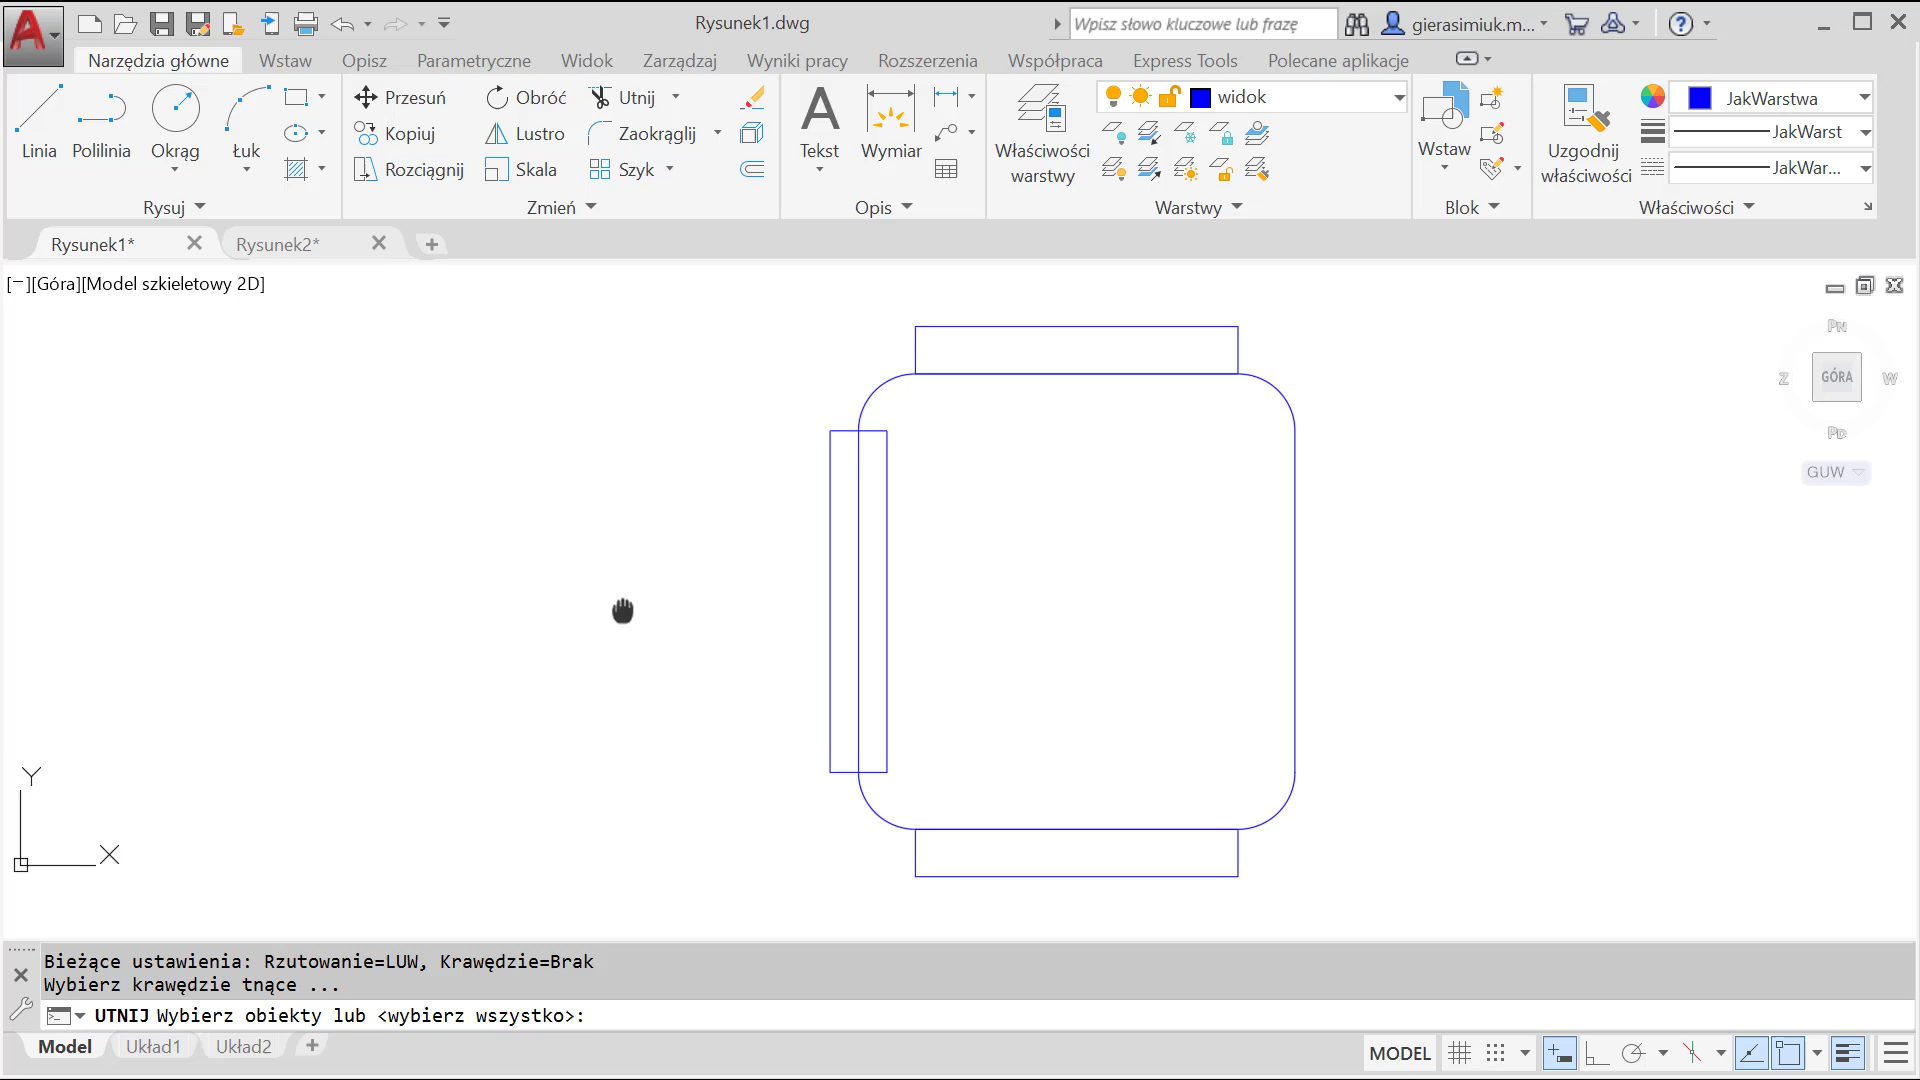 Rysunek1.dwg
Wpisz słowo kluczowe lub frazę
gierasimiuk.m...
Narzędzia główne Wstaw Opisz Parametryczne Widok Zarządzaj Wyniki pracy Rozszerzenia Współpraca Express Tools Polecane aplikacje
Linia Polilinia Okrąg Łuk
Rysuj
Przesuń Obróć Utnij
Kopiuj Lustro Zaokrąglij
Rozciągnij Skala Szyk
Zmień
Tekst Wymiar
Opis
Właściwości
warstwy
widok
Warstwy
Wstaw
Blok
Uzgodnij
właściwości
JakWarstwa
JakWarst
JakWar...
Właściwości
Rysunek1* Rysunek2*
[−][Góra][Model szkieletowy 2D]
PN
Z GÓRA W
PD
GUW
Y
X
Bieżące ustawienia: Rzutowanie=LUW, Krawędzie=Brak
Wybierz krawędzie tnące ...
UTNIJ Wybierz obiekty lub <wybierz wszystko>:
Model Układ1 Układ2
MODEL